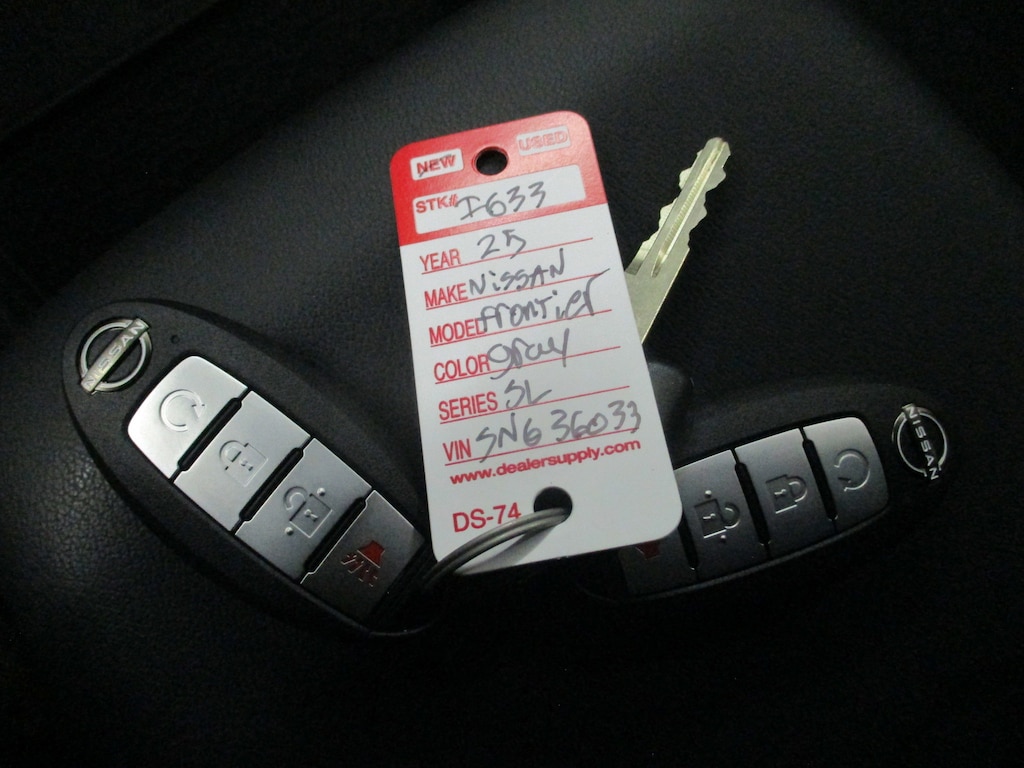 NEW USED
STK# I633
YEAR 25
MAKE NiSSAN
MODEL frontier
COLOR gray
SERIES SL
VIN SN636033
www.dealersupply.com
DS-74
NISSAN
NISSAN